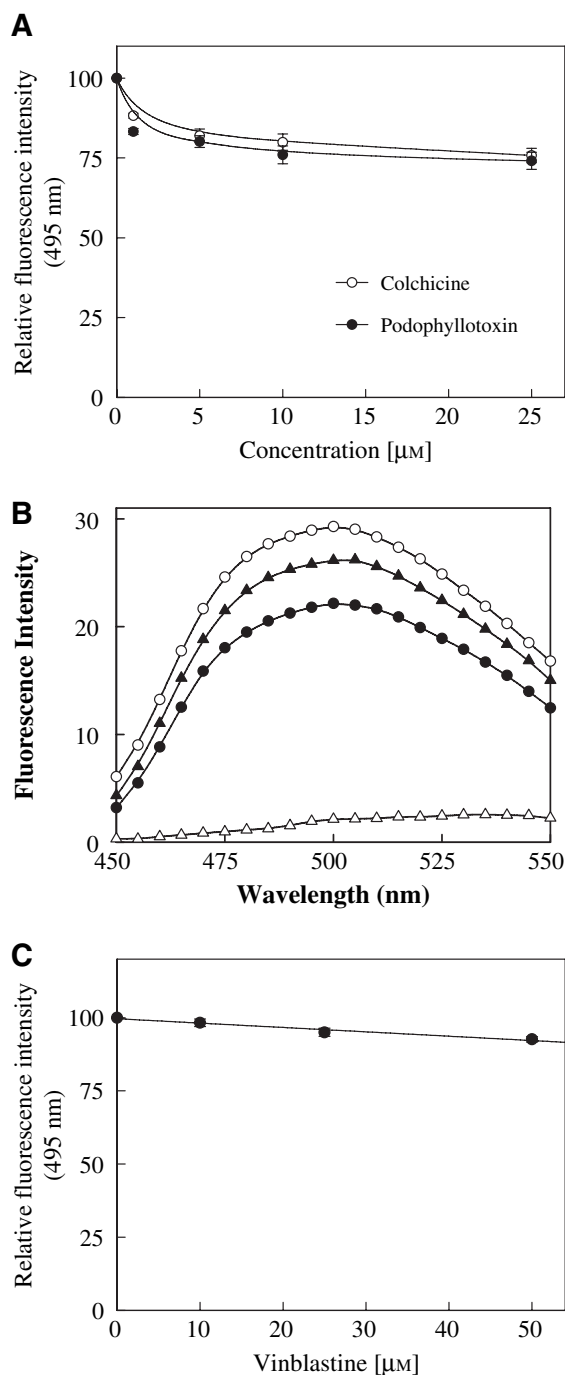 A
Relative fluorescence intensity
(495 nm)
100
75
50
25
0
Colchicine
Podophyllotoxin
0 5 10 15 20 25
Concentration [μM]
B
Fluorescence Intensity
30
20
10
0
450 475 500 525 550
Wavelength (nm)
C
Relative fluorescence intensity
(495 nm)
100
75
50
25
0
0 10 20 30 40 50
Vinblastine [μM]